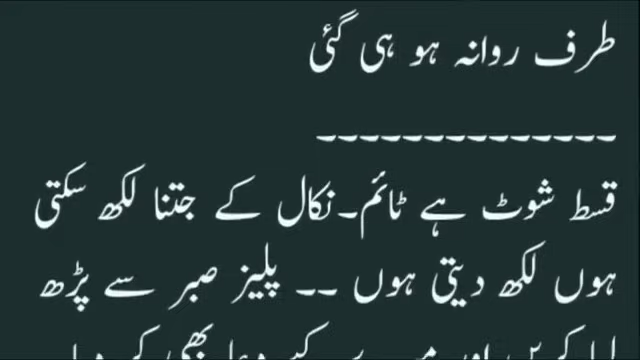 طرف روانہ ہو ہی گئی
---------------
قسط شوٹ ہے ٹائم۔نکال کے جتنا لکھ سکتی
ہوں لکھ دیتی ہوں ۔۔ پلیز صبر سے پڑھ